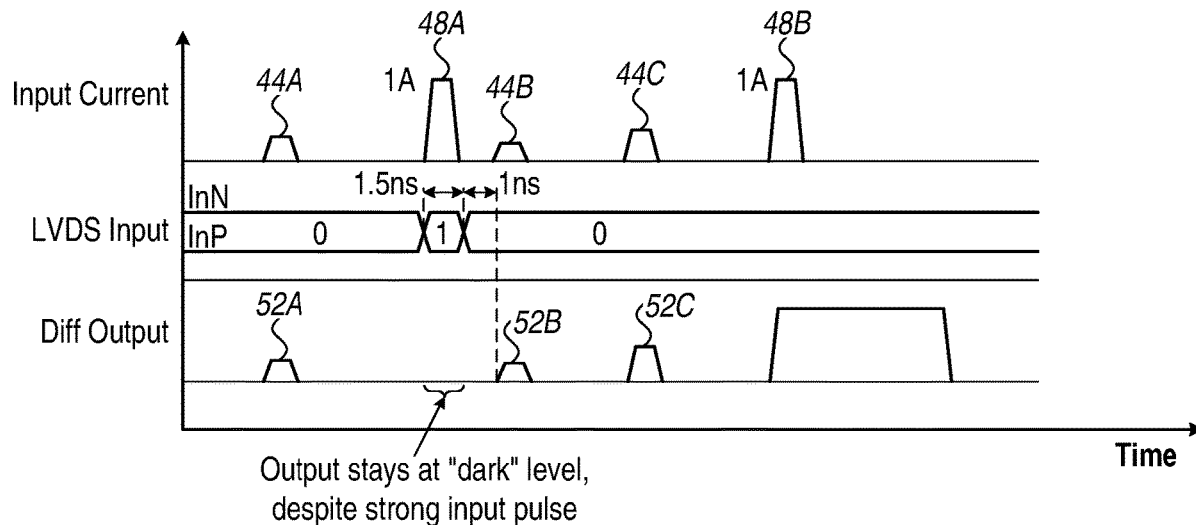 48A
48B
44A
44B
44C
Input Current
1A
1A
1.5ns
1ns
InN
LVDS Input
InP
0
1
0
52A
52B
52C
Diff Output
Time
Output stays at "dark" level,
despite strong input pulse